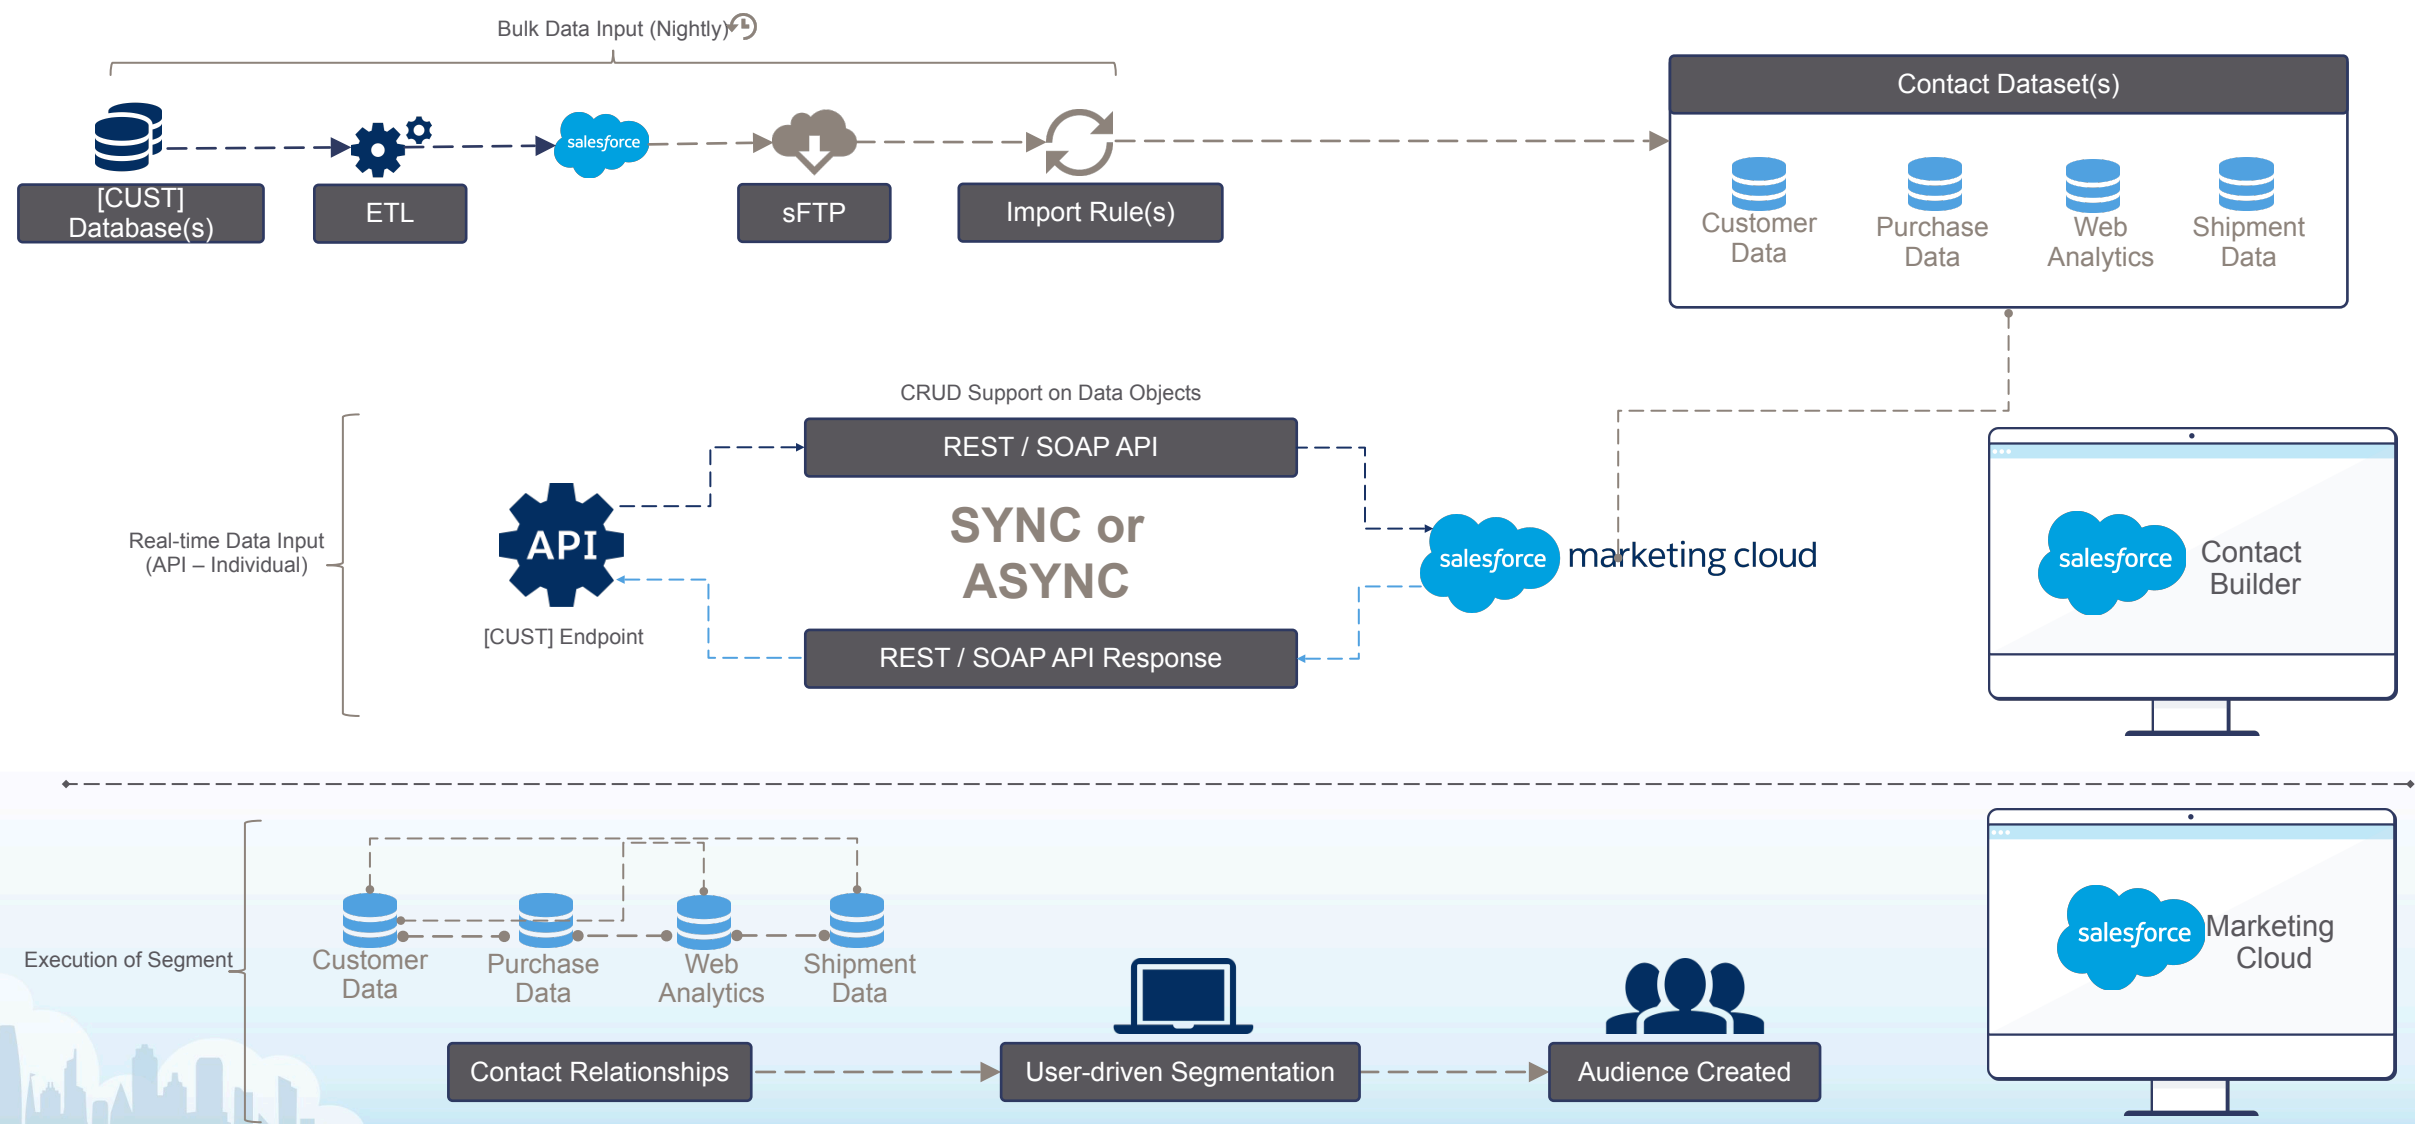 Bulk Data Input (Nightly)
Contact Dataset(s)
salesforce
[CUST]
Database(s)
ETL
sFTP
Import Rule(s)
Customer
Data
Purchase
Data
Web
Analytics
Shipment
Data
CRUD Support on Data Objects
REST / SOAP API
Real-time Data Input
(API – Individual)
API
[CUST] Endpoint
SYNC or
ASYNC
REST / SOAP API Response
salesforce marketing cloud
salesforce
Contact
Builder
Execution of Segment
Customer
Data
Purchase
Data
Web
Analytics
Shipment
Data
Contact Relationships
User-driven Segmentation
Audience Created
salesforce
Marketing
Cloud